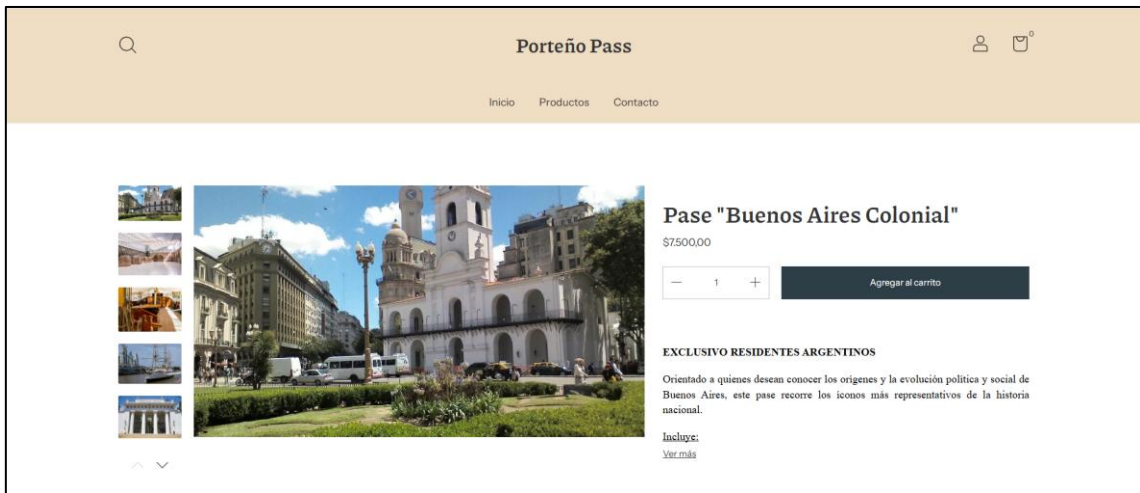 Porteño Pass
0
Inicio Productos Contacto
Pase "Buenos Aires Colonial"
$7.500,00
— 1 +
Agregar al carrito
EXCLUSIVO RESIDENTES ARGENTINOS
Orientado a quienes desean conocer los orígenes y la evolución política y social de
Buenos Aires, este pase recorre los iconos más representativos de la historia
nacional.
Incluye:
Ver más